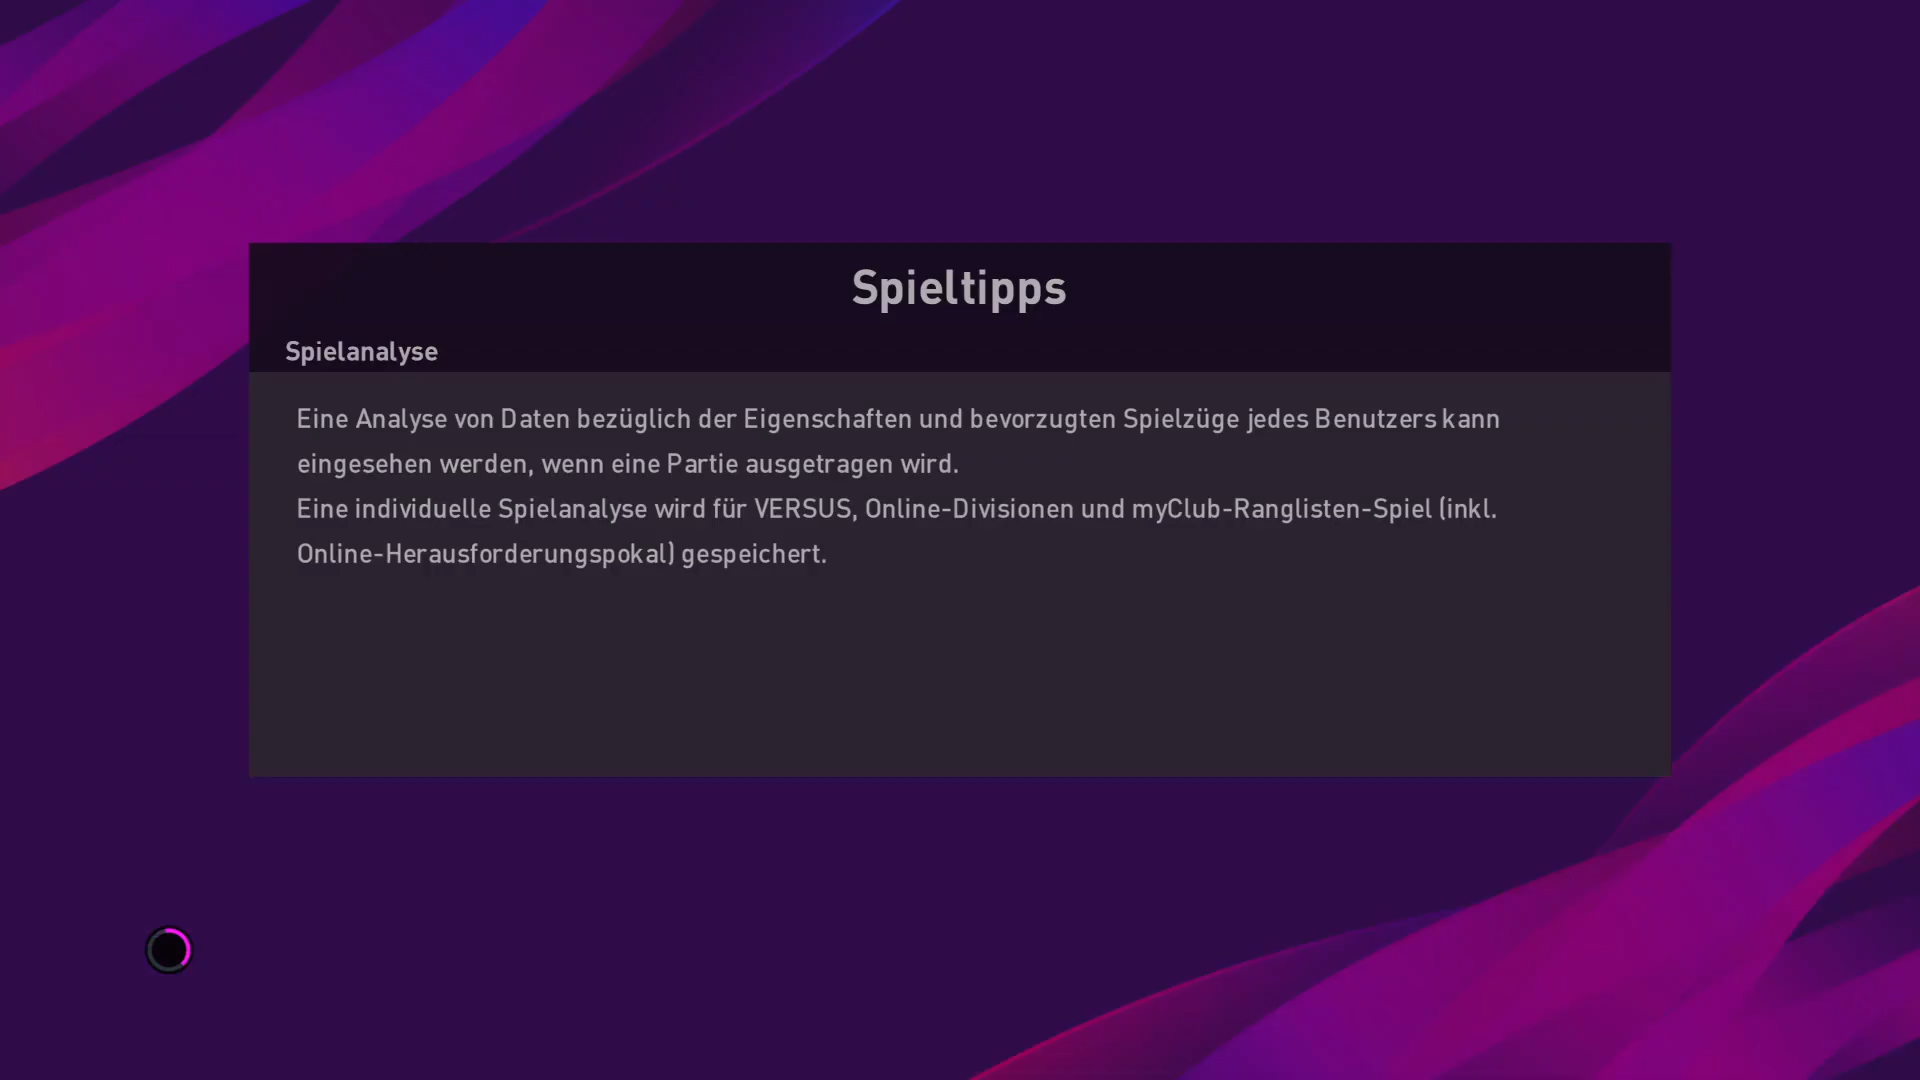 Spieltipps
Spielanalyse
Eine Analyse von Daten bezüglich der Eigenschaften und bevorzugten Spielzüge jedes Benutzers kann
eingesehen werden, wenn eine Partie ausgetragen wird.
Eine individuelle Spielanalyse wird für VERSUS, Online-Divisionen und myClub-Ranglisten-Spiel (inkl.
Online-Herausforderungspokal) gespeichert.